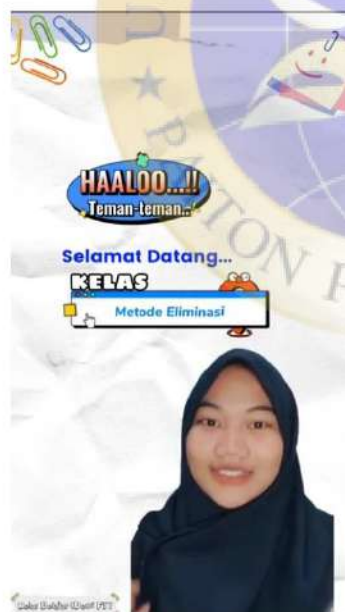 HAALOO...!!
Teman-teman..
Selamat Datang...
KELAS
Metode Eliminasi